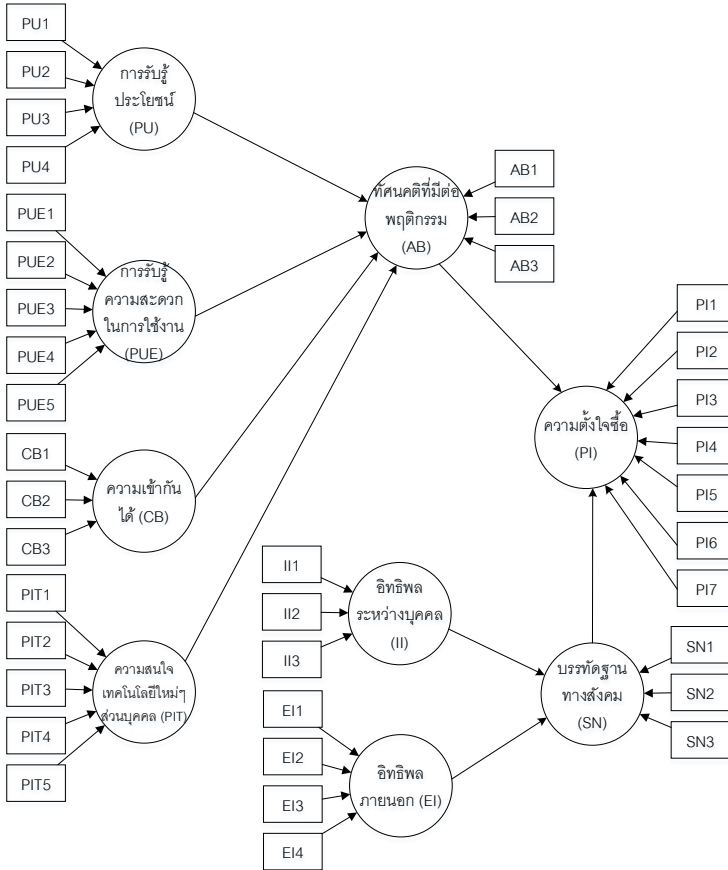 PU1
PU2
PU3
PU4
การรับรู้
ประโยชน์
(PU)
PUE1
PUE2
PUE3
PUE4
PUE5
การรับรู้
ความสะดวก
ในการใช้งาน
(PUE)
CB1
CB2
CB3
ความเข้ากัน
ได้ (CB)
PIT1
PIT2
PIT3
PIT4
PIT5
ความสนใจ
เทคโนโลยีใหม่ๆ
ส่วนบุคคล (PIT)
ทัศนคติที่มีต่อ
พฤติกรรม
(AB)
AB1
AB2
AB3
II1
II2
II3
อิทธิพล
ระหว่างบุคคล
(II)
EI1
EI2
EI3
EI4
อิทธิพล
ภายนอก (EI)
ความตั้งใจซื้อ
(PI)
PI1
PI2
PI3
PI4
PI5
PI6
PI7
บรรทัดฐาน
ทางสังคม
(SN)
SN1
SN2
SN3